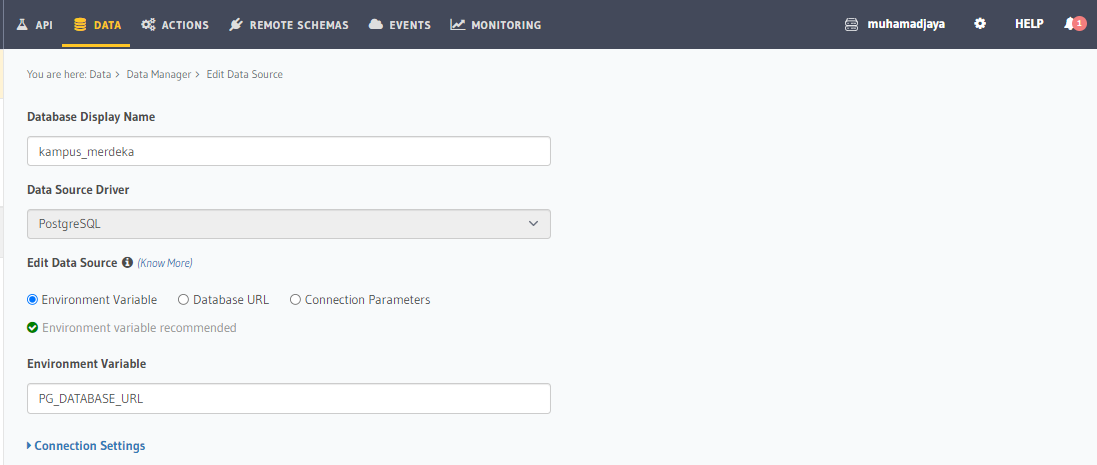 API DATA ACTIONS REMOTE SCHEMAS EVENTS MONITORING muhamadjaya HELP 1
You are here: Data > Data Manager > Edit Data Source
Database Display Name
kampus_merdeka
Data Source Driver
PostgreSQL
Edit Data Source (Know More)
Environment Variable Database URL Connection Parameters
Environment variable recommended
Environment Variable
PG_DATABASE_URL
Connection Settings